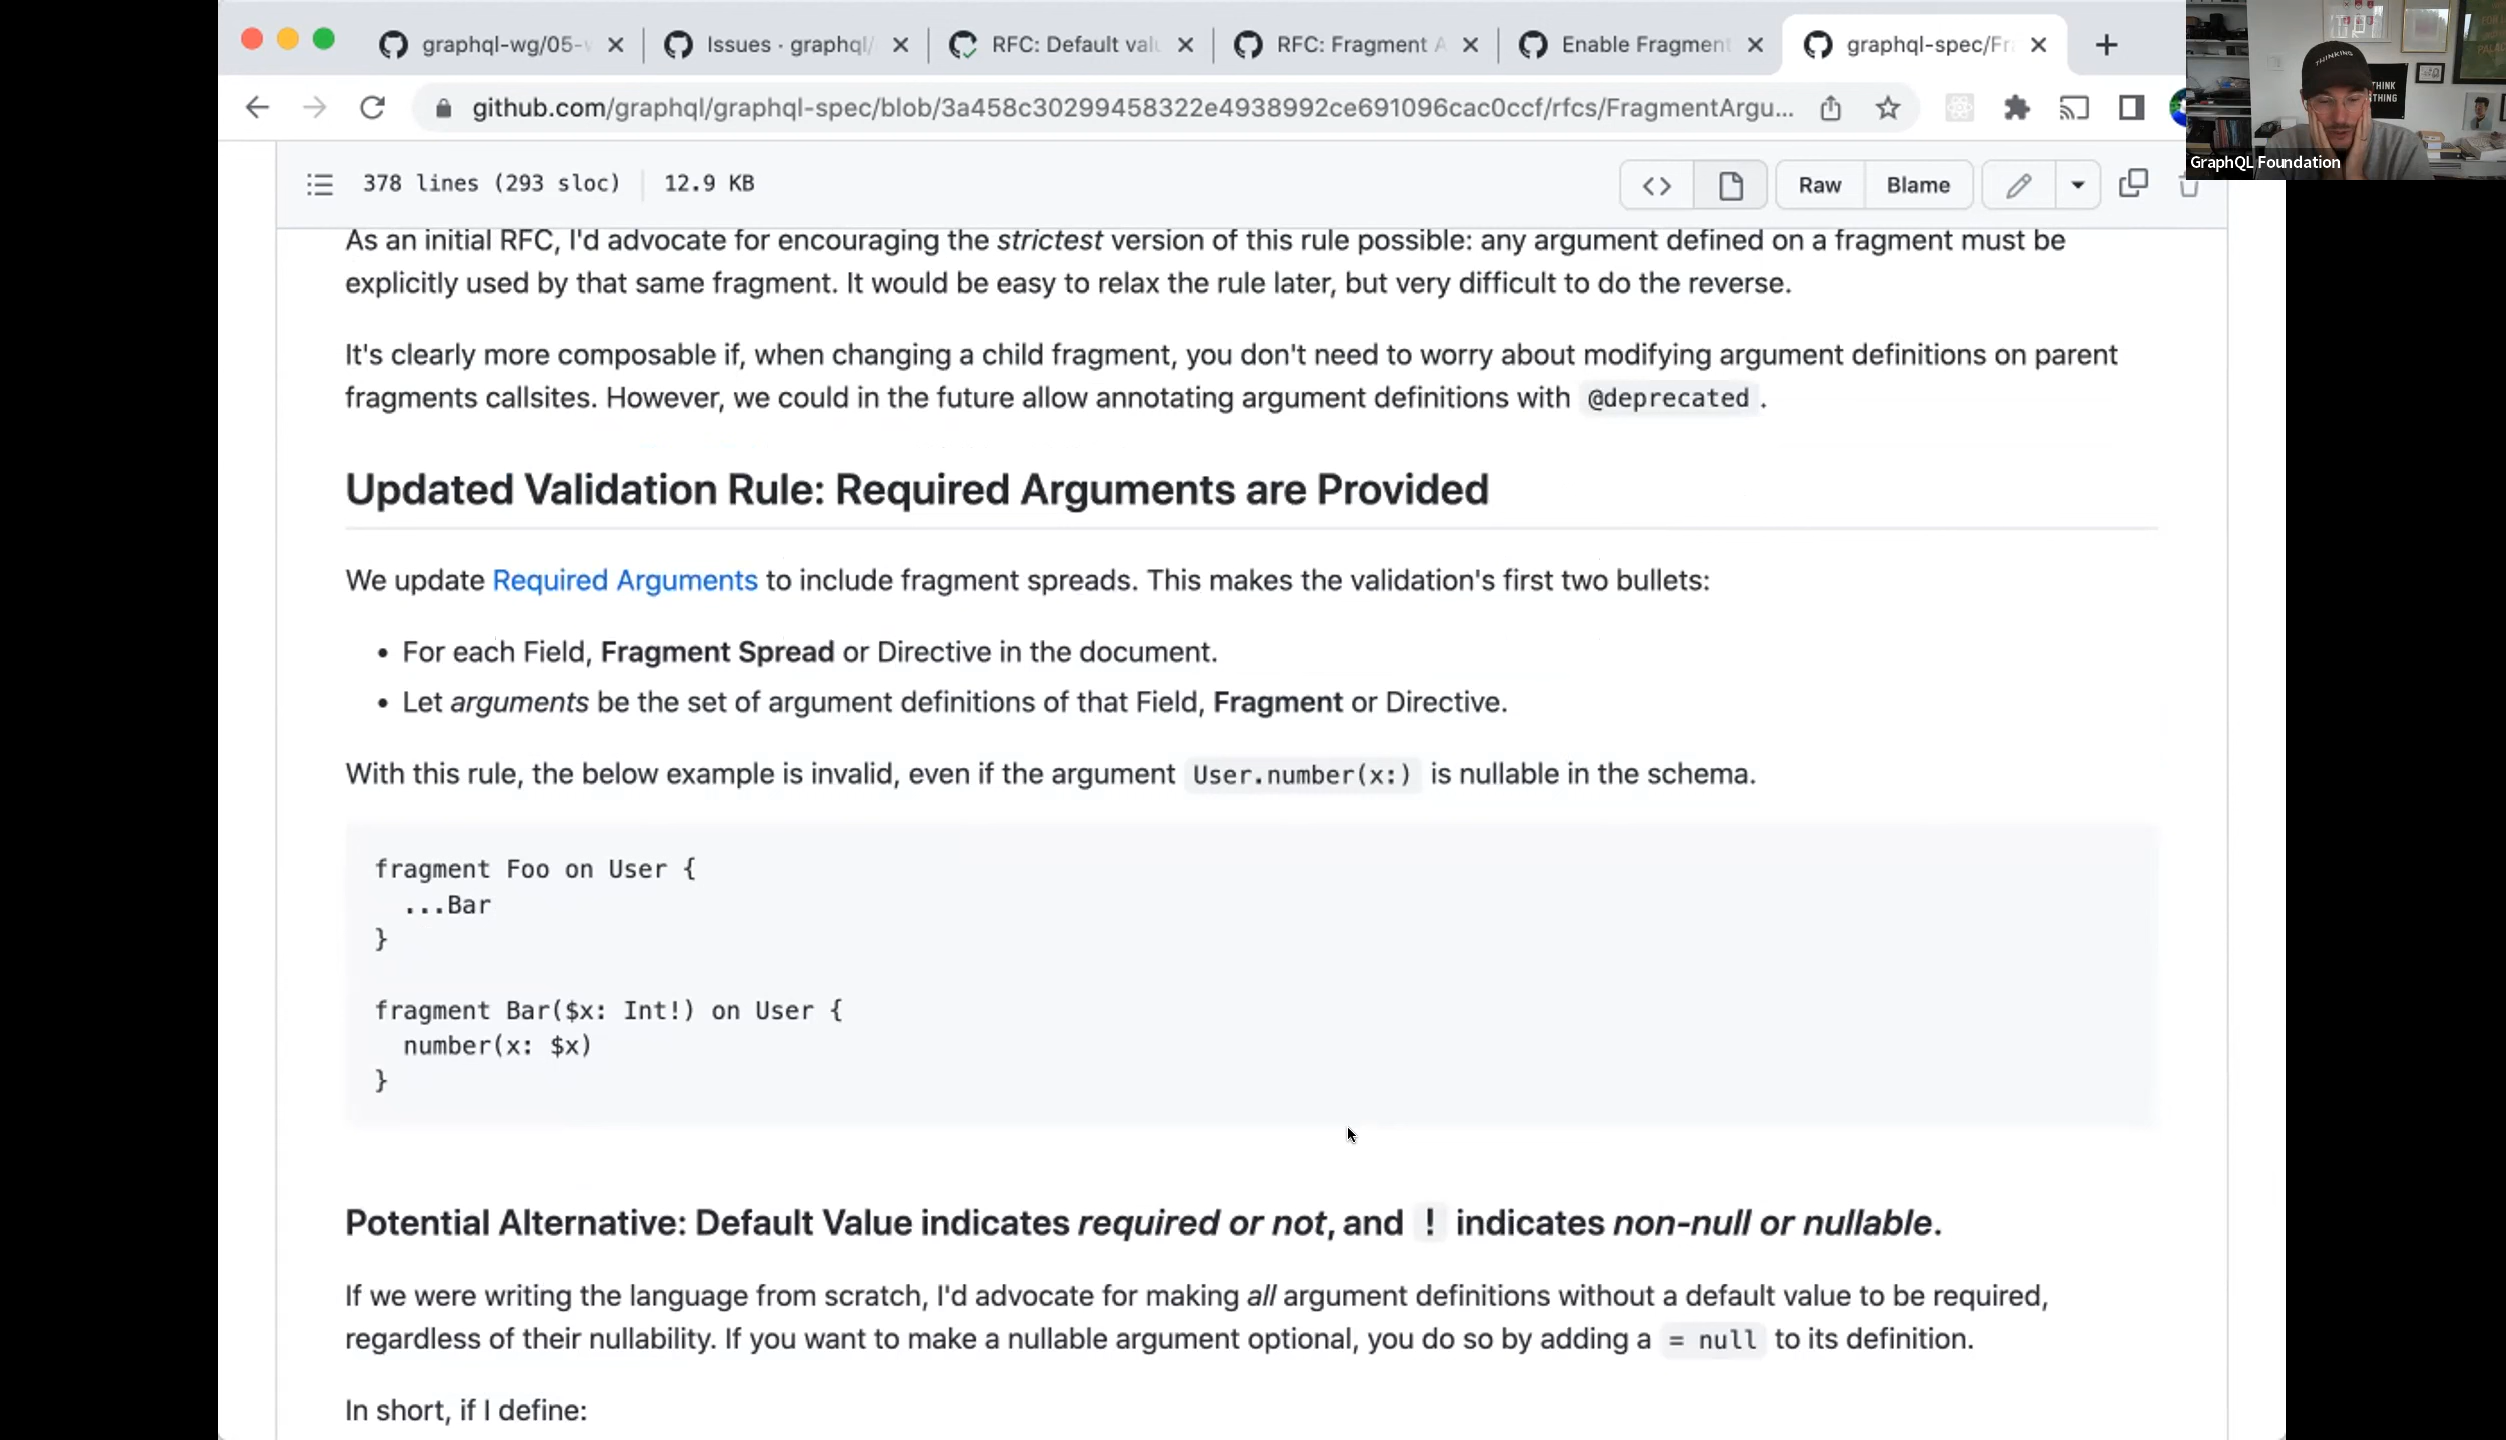 graphql-wg/05-
Issues · graphql/
RFC: Default val
RFC: Fragment A
Enable Fragment
graphql-spec/Fr
github.com/graphql/graphql-spec/blob/3a458c30299458322e4938992ce691096cac0ccf/rfcs/FragmentArgu...
THINKING
THINK
GraphQL Foundation
378 lines (293 sloc)
12.9 KB
Raw
Blame
As an initial RFC, I'd advocate for encouraging the strictest version of this rule possible: any argument defined on a fragment must be
explicitly used by that same fragment. It would be easy to relax the rule later, but very difficult to do the reverse.
It's clearly more composable if, when changing a child fragment, you don't need to worry about modifying argument definitions on parent
fragments callsites. However, we could in the future allow annotating argument definitions with @deprecated .
Updated Validation Rule: Required Arguments are Provided
We update Required Arguments to include fragment spreads. This makes the validation's first two bullets:
• For each Field, Fragment Spread or Directive in the document.
• Let arguments be the set of argument definitions of that Field, Fragment or Directive.
With this rule, the below example is invalid, even if the argument User.number(x:) is nullable in the schema.
fragment Foo on User {
...Bar
}
fragment Bar($x: Int!) on User {
number(x: $x)
}
Potential Alternative: Default Value indicates required or not, and ! indicates non-null or nullable.
If we were writing the language from scratch, I'd advocate for making all argument definitions without a default value to be required,
regardless of their nullability. If you want to make a nullable argument optional, you do so by adding a = null to its definition.
In short, if I define: